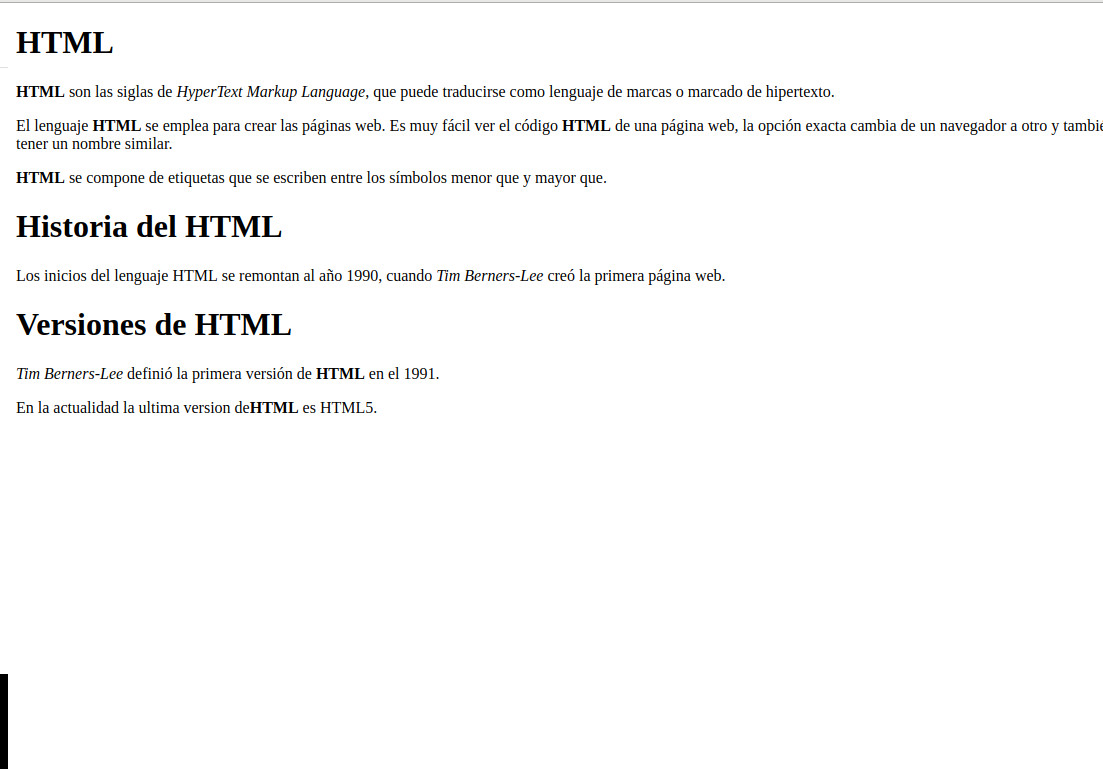 HTML
HTML son las siglas de HyperText Markup Language, que puede traducirse como lenguaje de marcas o marcado de hipertexto.
El lenguaje HTML se emplea para crear las páginas web. Es muy fácil ver el código HTML de una página web, la opción exacta cambia de un navegador a otro y
tener un nombre similar.
HTML se compone de etiquetas que se escriben entre los símbolos menor que y mayor que.
Historia del HTML
Los inicios del lenguaje HTML se remontan al año 1990, cuando Tim Berners-Lee creó la primera página web.
Versiones de HTML
Tim Berners-Lee definió la primera versión de HTML en el 1991.
En la actualidad la ultima version deHTML es HTML5.